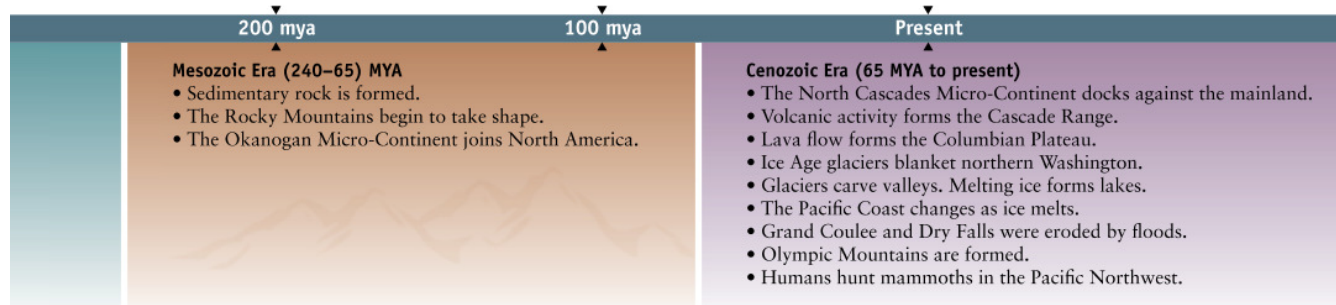 200 mya
100 mya
Present
Mesozoic Era (240–65) MYA
• Sedimentary rock is formed.
• The Rocky Mountains begin to take shape.
• The Okanogan Micro-Continent joins North America.
Cenozoic Era (65 MYA to present)
• The North Cascades Micro-Continent docks against the mainland.
• Volcanic activity forms the Cascade Range.
• Lava flow forms the Columbian Plateau.
• Ice Age glaciers blanket northern Washington.
• Glaciers carve valleys. Melting ice forms lakes.
• The Pacific Coast changes as ice melts.
• Grand Coulee and Dry Falls were eroded by floods.
• Olympic Mountains are formed.
• Humans hunt mammoths in the Pacific Northwest.